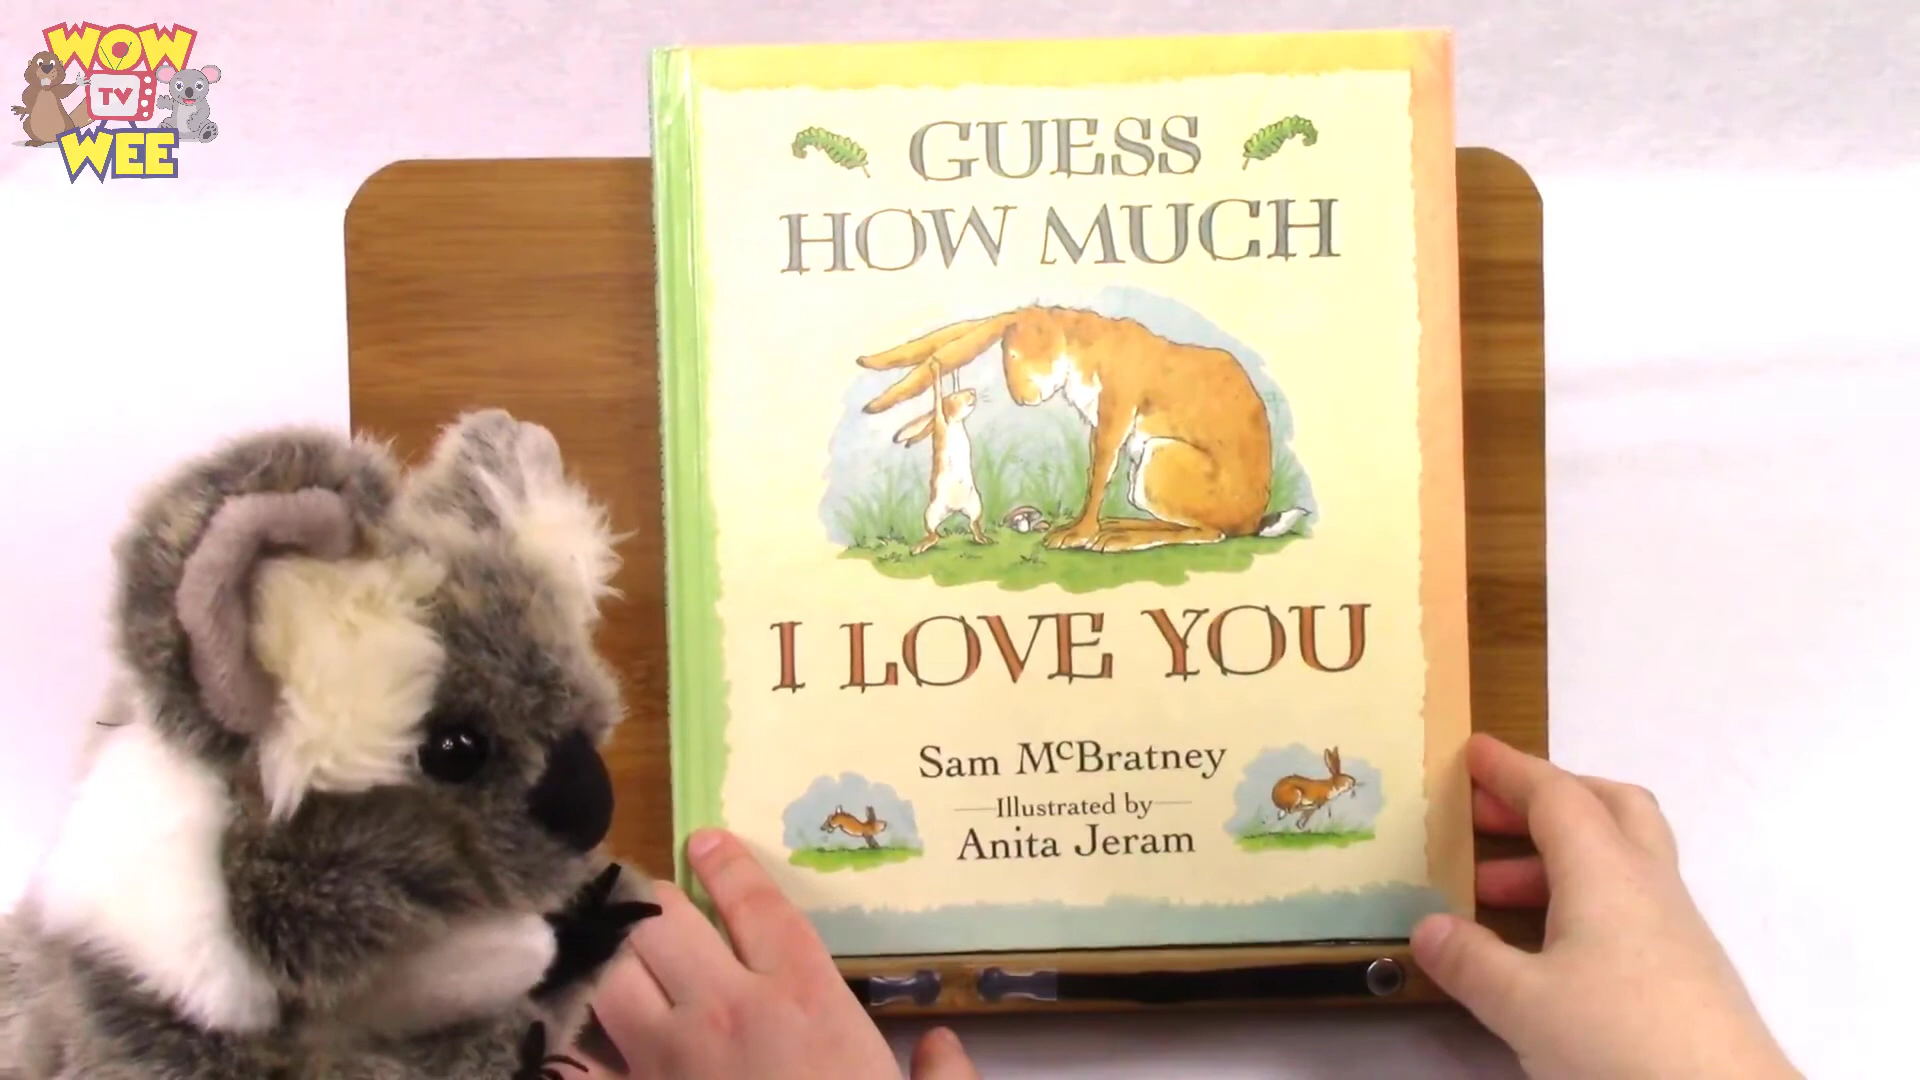 WOW
TV
WEE
GUESS
HOW MUCH
I LOVE YOU
Sam McBratney
Illustrated by
Anita Jeram